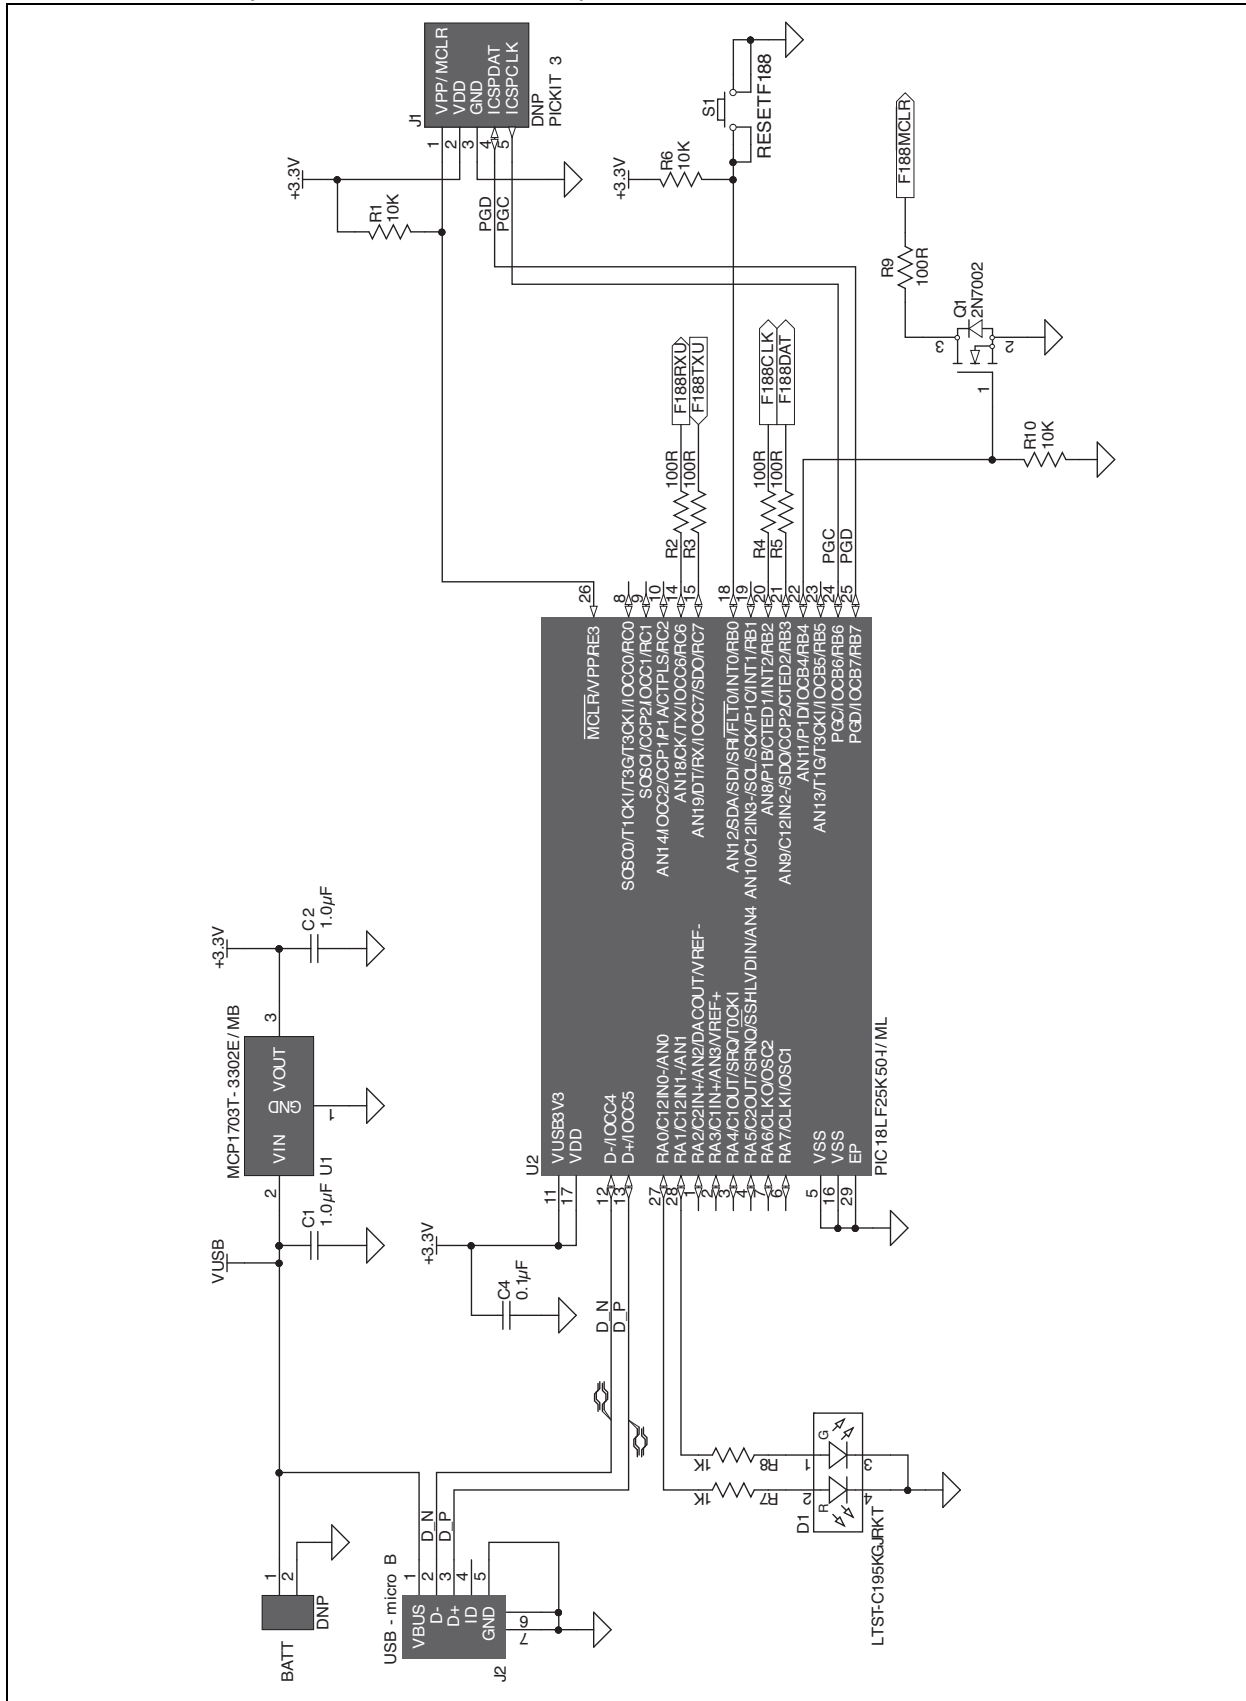 BATT
DNP
1
2
USB - micro B
J2
VBUS
D-
D+
ID
GND
1
2
3
4
5
6
7
D_N
D_P
VUSB
C1
1.0µF
MCP1703T- 3302E / MB
U1
VIN
GND
VOUT
2
1
3
+3.3V
C2
1.0µF
+3.3V
C4
0.1µF
D_N
D_P
U2
PIC18LF25K50-I/ ML
11
17
12
13
27
28
1
2
3
4
7
6
5
16
29
VUSB3V3
VDD
D-/IOCC4
D+/IOCC5
RA0/C12IN0-/AN0
RA1/C12IN1-/AN1
RA2/C2IN+/AN2/DACOUT/VREF-
RA3/C1IN+/AN3/VREF+
RA4/C1OUT/SRQ/T0CKI
RA5/C2OUT/SRNQ/SS/HLVDIN/AN4
RA6/CLKO/OSC2
RA7/CLKI/OSC1
VSS
VSS
EP
MCLR/VPP/RE3
SOSCO/T1CKI/T3G/T3CKI/IOCC0/RC0
SOSCI/CCP2/IOCC1/RC1
AN14/IOCC2/CCP1/P1A/CTPLS/RC2
AN18/CK/TX/IOCC6/RC6
AN19/DT/RX/IOCC7/SDO/RC7
AN12/SDA/SDI/SRI/FLT0/INT0/RB0
AN10/C12IN3-/SCL/SCK/P1C/INT1/RB1
AN8/P1B/CTED1/INT2/RB2
AN9/C12IN2-/SDO/CCP2/CTED2/RB3
AN11/P1D/IOCB4/RB4
AN13/T1G/T3CKI/IOCB5/RB5
PGC/IOCB6/RB6
PGD/IOCB7/RB7
26
8
9
10
14
15
18
19
20
21
22
23
24
25
1K
R8
1K
R7
D1
1
2
3
4
G
R
LTST-C195KGJRKT
+3.3V
R1
10K
J1
1
2
3
4
5
VPP/ MCLR
VDD
GND
ICSPDAT
ICSPCLK
DNP
PICKIT 3
PGD
PGC
R2
100R
F188RXU
R3
100R
F188TXU
+3.3V
R6
10K
S1
RESETF188
R4
100R
F188CLK
R5
100R
F188DAT
PGC
PGD
F188MCLR
R9
100R
Q1
2N7002
3
2
1
R10
10K